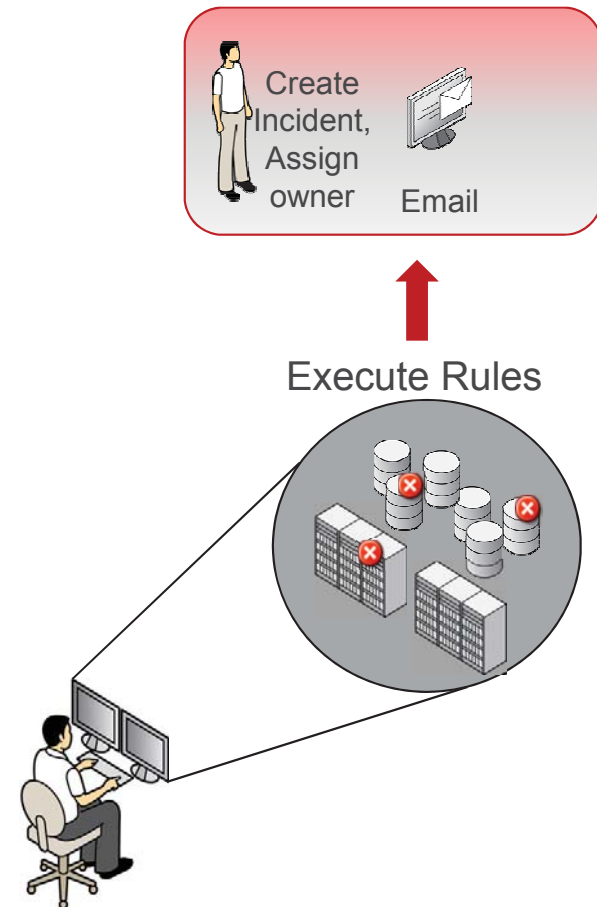 Create
Incident,
Assign
owner
Email
Execute Rules